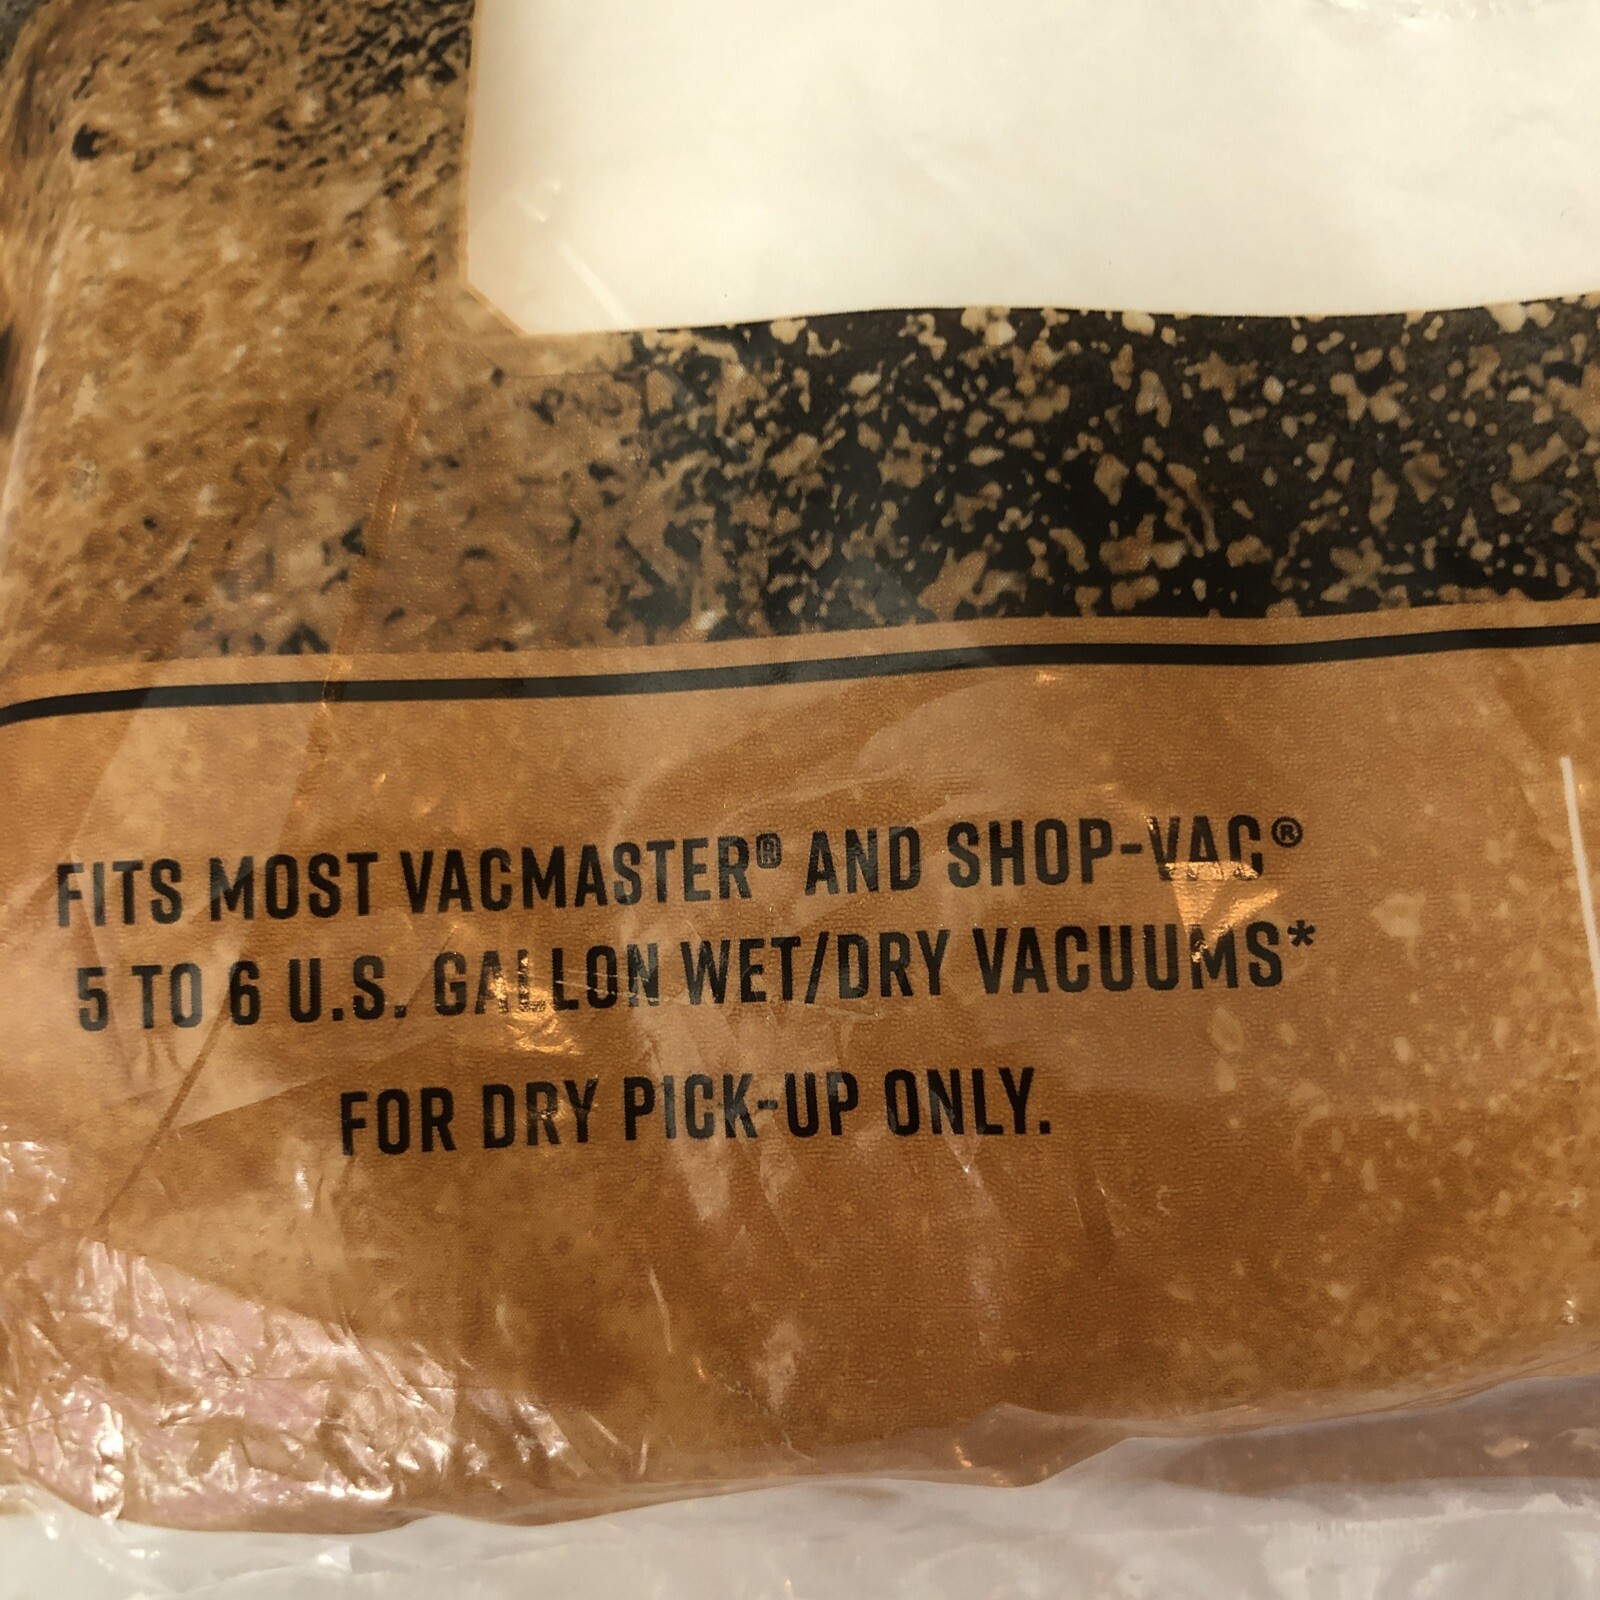 FITS MOST VACMASTER® AND SHOP-VAC®
5 TO 6 U.S. GALLON WET/DRY VACUUMS*
FOR DRY PICK-UP ONLY.